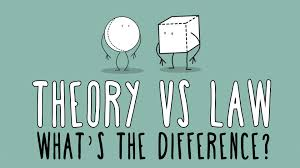 THEORY VS LAW
WHAT'S THE DIFFERENCE?